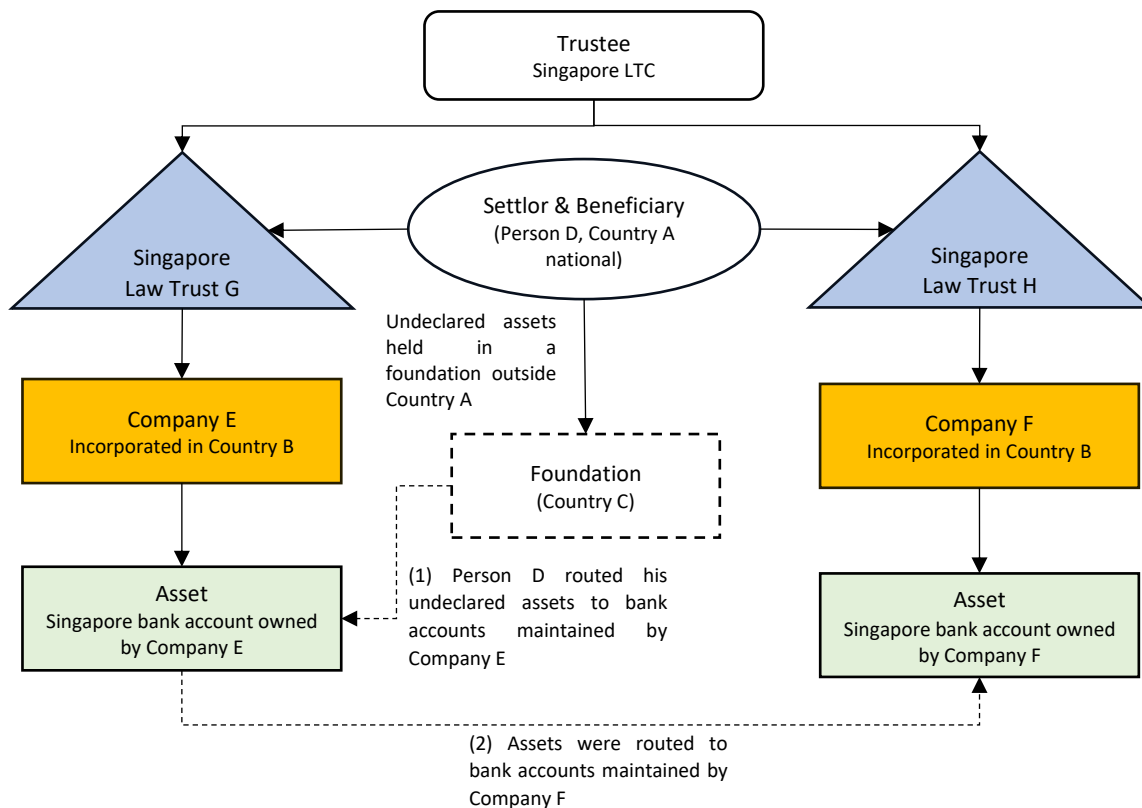 Trustee
Singapore LTC
Settlor & Beneficiary
(Person D, Country A
national)
Singapore
Law Trust G
Singapore
Law Trust H
Undeclared assets
held in a
foundation outside
Country A
Company E
Incorporated in Country B
Company F
Incorporated in Country B
Foundation
(Country C)
(1) Person D routed his
undeclared assets to bank
accounts maintained by
Company E
Asset
Singapore bank account owned
by Company E
Asset
Singapore bank account owned
by Company F
(2) Assets were routed to
bank accounts maintained by
Company F